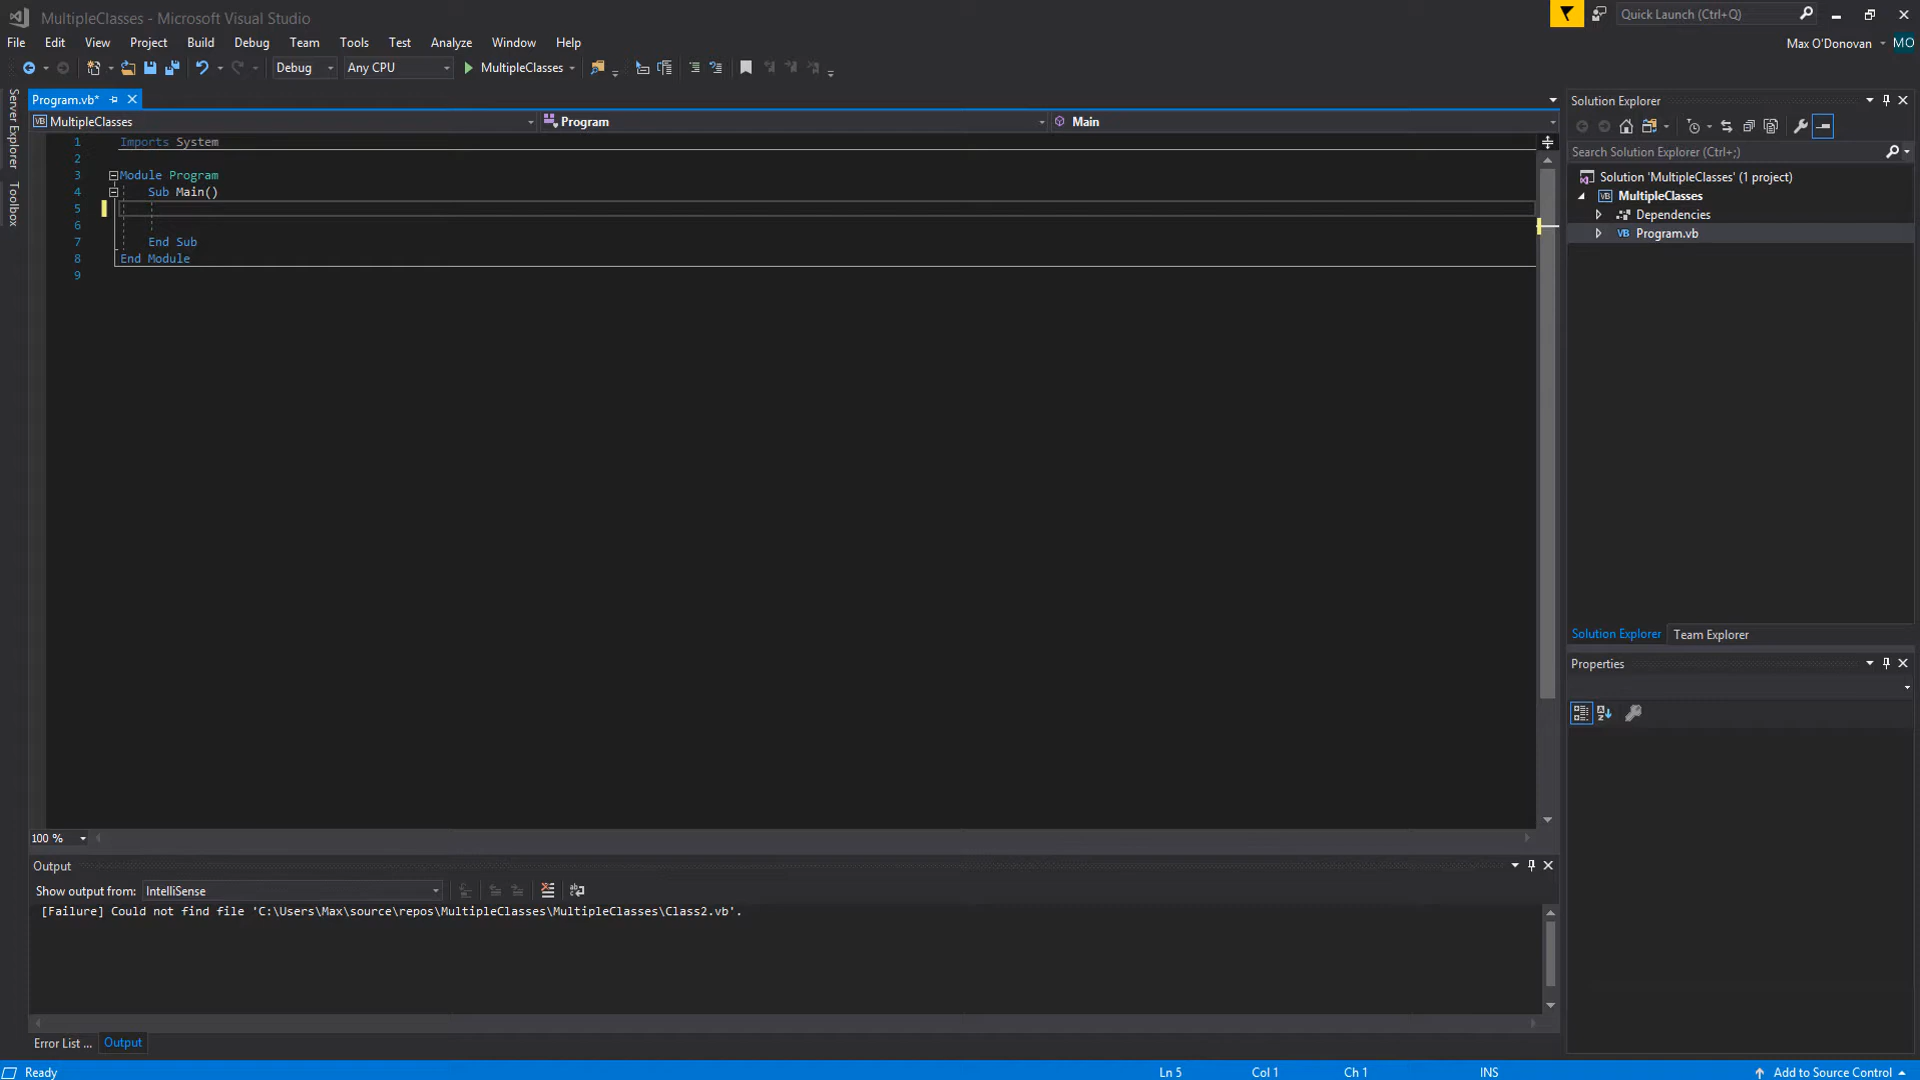 MultipleClasses - Microsoft Visual Studio
Quick Launch (Ctrl+Q)
File Edit View Project Build Debug Team Tools Test Analyze Window Help
Max O'Donovan MO
Debug Any CPU MultipleClasses
Server Explorer
Toolbox
Program.vb*
MultipleClasses Program Main
1 Imports System
2
3 Module Program
4 Sub Main()
5
6
7 End Sub
8 End Module
9
100 %
Output
Show output from: IntelliSense
[Failure] Could not find file 'C:\Users\Max\source\repos\MultipleClasses\MultipleClasses\Class2.vb'.
Error List ... Output
Solution Explorer
Search Solution Explorer (Ctrl+;)
Solution 'MultipleClasses' (1 project)
VB MultipleClasses
Dependencies
VB Program.vb
Solution Explorer Team Explorer
Properties
Ready Ln 5 Col 1 Ch 1 INS Add to Source Control